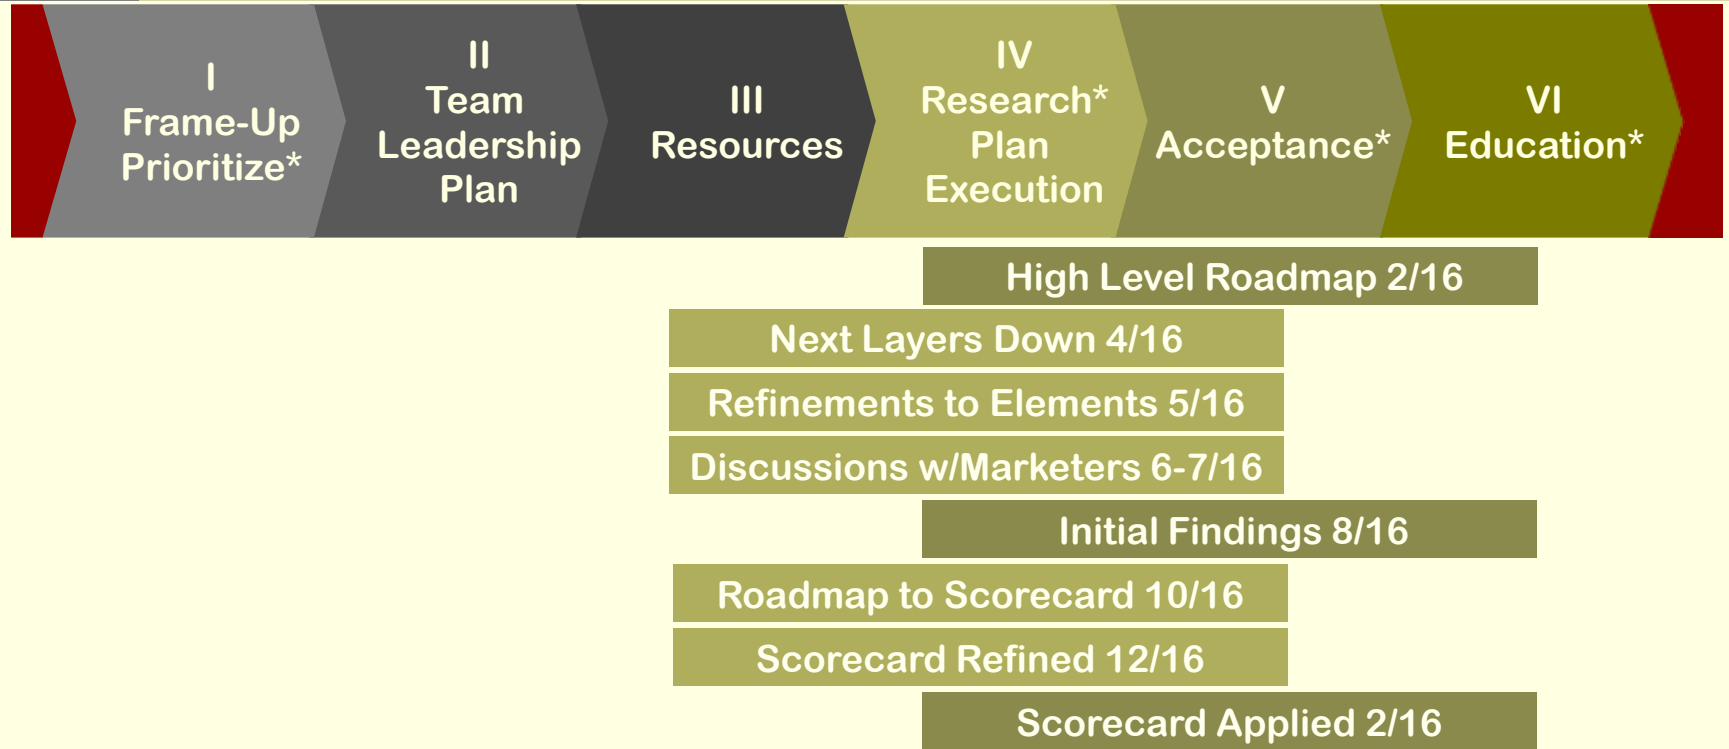 I
Frame-Up
Prioritize*
II
Team
Leadership
Plan
III
Resources
IV
Research*
Plan
Execution
V
Acceptance*
VI
Education*
High Level Roadmap 2/16
Next Layers Down 4/16
Refinements to Elements 5/16
Discussions w/Marketers 6-7/16
Initial Findings 8/16
Roadmap to Scorecard 10/16
Scorecard Refined 12/16
Scorecard Applied 2/16